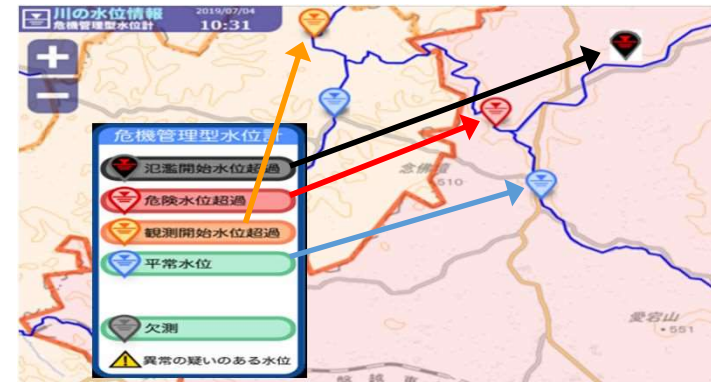 川の水位情報
危機管理型水位計
2019/07/04
10:31
危機管理型水位計
氾濫開始水位超過
危険水位超過
観測開始水位超過
平常水位
欠測
異常の疑いのある水位
510
愛宕山
551
磐越東